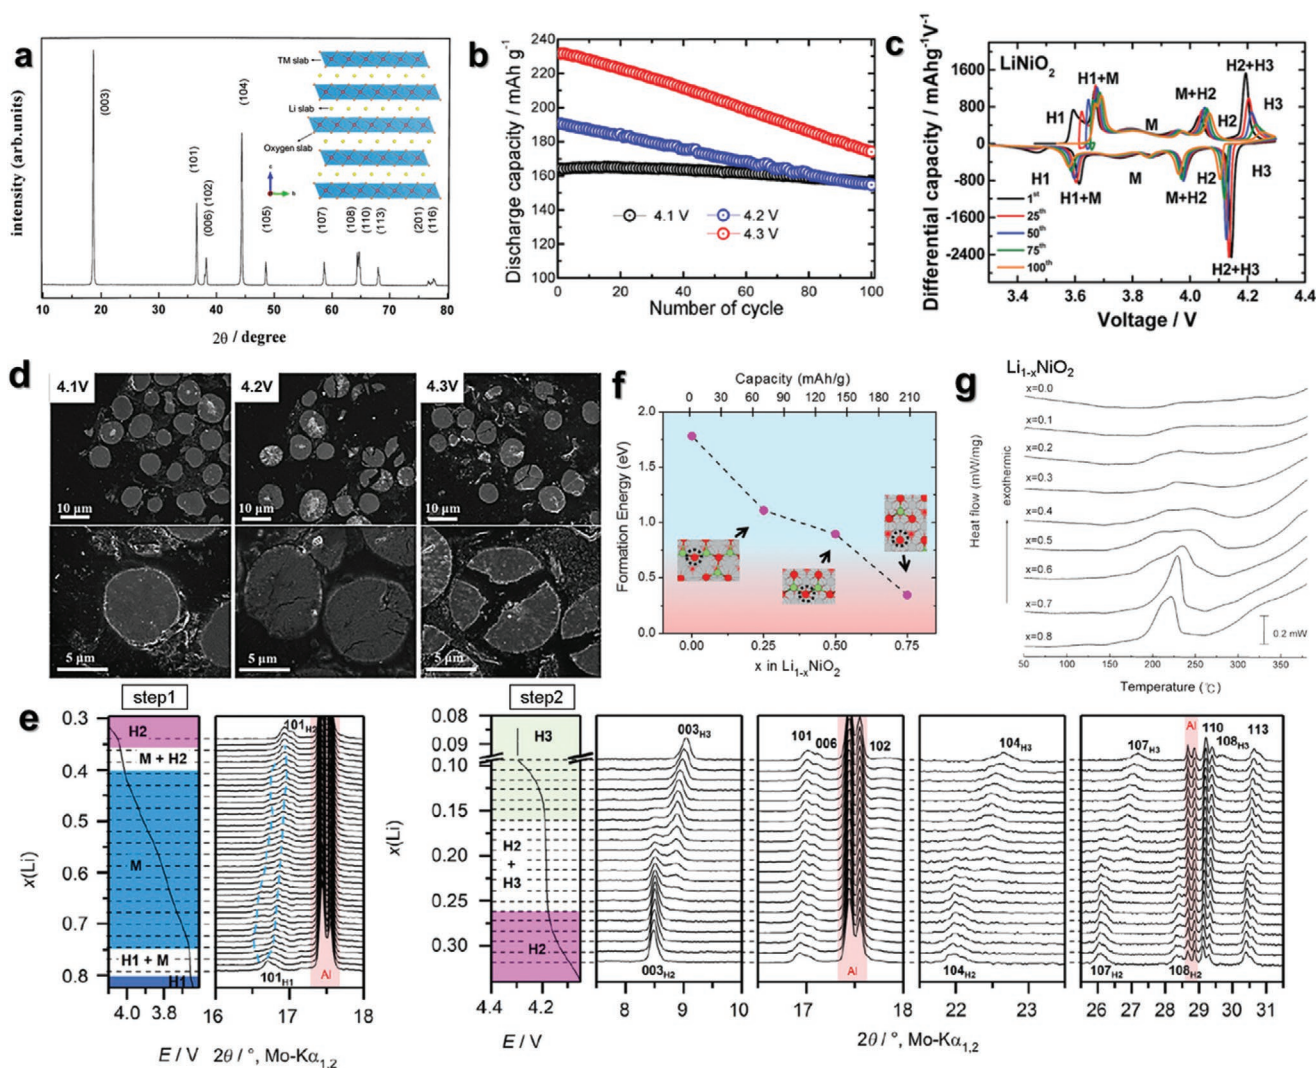 a
intensity (arb.units)
(003)
(101)
(006)
(102)
(104)
(105)
(107)
(108)
(110)
(113)
(201)
(116)
TM slab
Li slab
Oxygen slab
c
b
10 20 30 40 50 60 70 80
2θ / degree
b
Discharge capacity / mAh g⁻¹
240
220
200
180
160
140
120
100
4.1 V
4.2 V
4.3 V
0 20 40 60 80 100
Number of cycle
c
Differential capacity / mAhg⁻¹V⁻¹
LiNiO₂
1600
800
0
-800
-1600
-2400
H1
H1+M
M
M+H2
H2
H2+H3
H3
H1
H1+M
M
M+H2
H2
H2+H3
H3
1ˢᵗ
25ᵗʰ
50ᵗʰ
75ᵗʰ
100ᵗʰ
3.4 3.6 3.8 4.0 4.2 4.4
Voltage / V
d
4.1V
4.2V
4.3V
10 µm
10 µm
10 µm
5 µm
5 µm
5 µm
f
Capacity (mAh/g)
0 70 140 210
Formation Energy (eV)
2.0
1.5
1.0
0.5
0.0
0.00 0.25 0.50 0.75
x in Li₁₋ₓNiO₂
g
Li₁₋ₓNiO₂
Heat flow (mW/mg)
exothermic
x=0.0
x=0.1
x=0.2
x=0.3
x=0.4
x=0.5
x=0.6
x=0.7
x=0.8
0.2 mW
50 100 150 200 250 300 350
Temperature (℃)
e
step1
x(Li)
0.3
0.4
0.5
0.6
0.7
0.8
H2
M + H2
M
H1 + M
H1
4.0 3.8
E / V
101H2
101H1
Al
16 17 18
2θ / °, Mo-Kα₁,₂
step2
x(Li)
0.08
0.09
0.10
0.15
0.20
0.25
0.30
H3
H2
+
H3
H2
4.4 4.2
E / V
003H3
003H2
8 9 10
101
006
102
Al
17 18
104H3
104H2
22 23
107H3
Al
110
108H3
113
107H2
108H2
26 27 28 29 30 31
2θ / °, Mo-Kα₁,₂